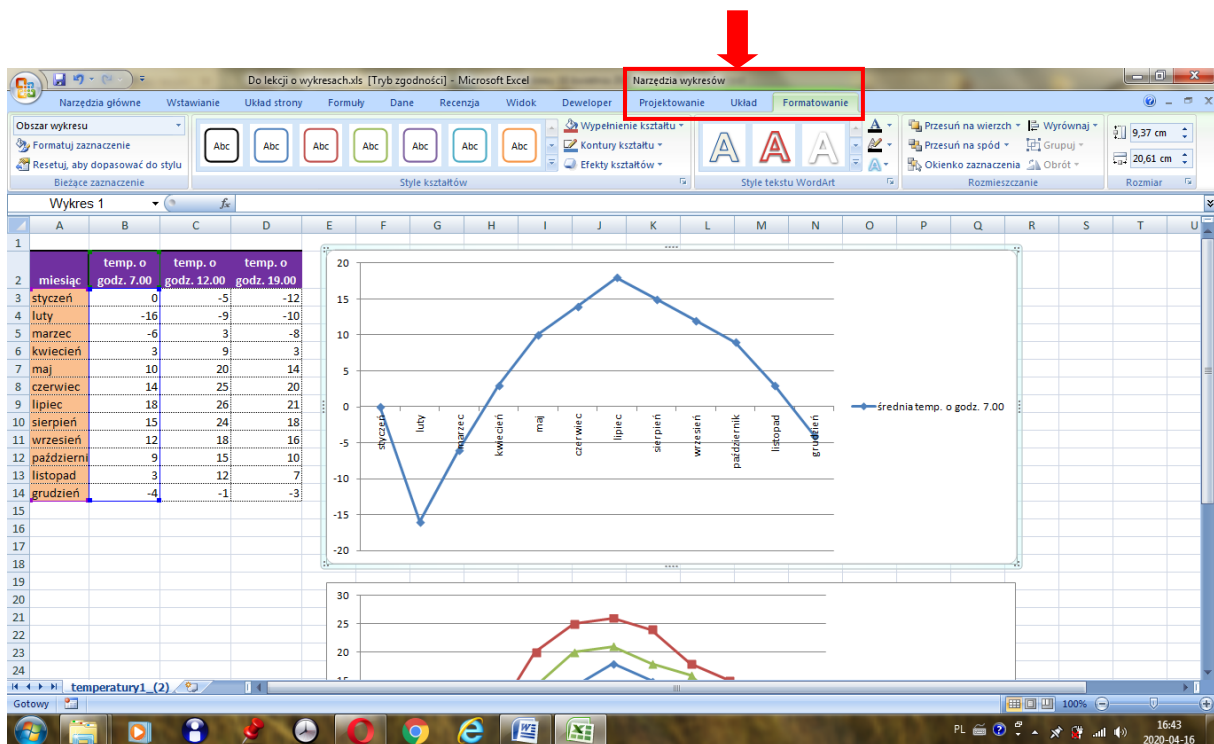 Do lekcji o wykresach.xls [Tryb zgodności] - Microsoft Excel
Narzędzia wykresów
Narzędzia główne Wstawianie Układ strony Formuły Dane Recenzja Widok Deweloper Projektowanie Układ Formatowanie
Obszar wykresu
Formatuj zaznaczenie
Resetuj, aby dopasować do stylu
Bieżące zaznaczenie
Abc Abc Abc Abc Abc Abc Abc
Wypełnienie kształtu
Kontury kształtu
Efekty kształtów
Style kształtów
A A A
A
A
Style tekstu WordArt
Przesuń na wierzch Wyrównaj
Przesuń na spód Grupuj
Okienko zaznaczenia Obrót
Rozmieszczanie
9,37 cm
20,61 cm
Rozmiar
Wykres 1 fx
A B C D E F G H I J K L M N O P Q R S T U
1
2 miesiąc temp. o godz. 7.00 temp. o godz. 12.00 temp. o godz. 19.00
3 styczeń 0 -5 -12
4 luty -16 -9 -10
5 marzec -6 3 -8
6 kwiecień 3 9 3
7 maj 10 20 14
8 czerwiec 14 25 20
9 lipiec 18 26 21
10 sierpień 15 24 18
11 wrzesień 12 18 16
12 październi 9 15 10
13 listopad 3 12 7
14 grudzień -4 -1 -3
15
16
17
18
19
20
21
22
23
24
20
15
10
5
0
-5
-10
-15
-20
styczeń luty marzec kwiecień maj czerwiec lipiec sierpień wrzesień październik listopad grudzień
średnia temp. o godz. 7.00
30
25
20
15
temperatury1_(2)
Gotowy
100%
PL
16:43
2020-04-16